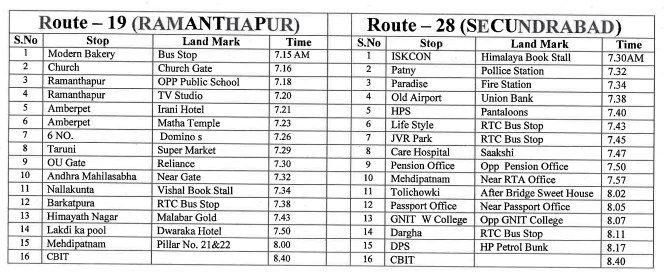 Route – 19 (RAMANTHAPUR)
S.No Stop Land Mark Time
1 Modern Bakery Bus Stop 7.15 AM
2 Church Church Gate 7.16
3 Ramanthapur OPP Public School 7.18
4 Ramanthapur TV Studio 7.20
5 Amberpet Irani Hotel 7.21
6 Amberpet Matha Temple 7.23
7 6 NO. Domino s 7.26
8 Taruni Super Market 7.29
9 OU Gate Reliance 7.30
10 Andhra Mahilasabha Near Gate 7.32
11 Nallakunta Vishal Book Stall 7.34
12 Barkatpura RTC Bus Stop 7.38
13 Himayath Nagar Malabar Gold 7.43
14 Lakdi ka pool Dwaraka Hotel 7.50
15 Mehdipatnam Pillar No. 21&22 8.00
16 CBIT 8.40
Route – 28 (SECUNDRABAD)
S.No Stop Land Mark Time
1 ISKCON Himalaya Book Stall 7.30AM
2 Patny Pollice Station 7.32
3 Paradise Fire Station 7.34
4 Old Airport Union Bank 7.38
5 HPS Pantaloons 7.40
6 Life Style RTC Bus Stop 7.43
7 JVR Park RTC Bus Stop 7.45
8 Care Hospital Saakshi 7.47
9 Pension Office Opp Pension Office 7.50
10 Mehdipatnam Near RTA Office 7.57
11 Tolichowki After Bridge Sweet House 8.02
12 Passport Office Near Passport Office 8.05
13 GNIT W College Opp GNIT College 8.07
14 Dargha RTC Bus Stop 8.11
15 DPS HP Petrol Bunk 8.17
16 CBIT 8.40